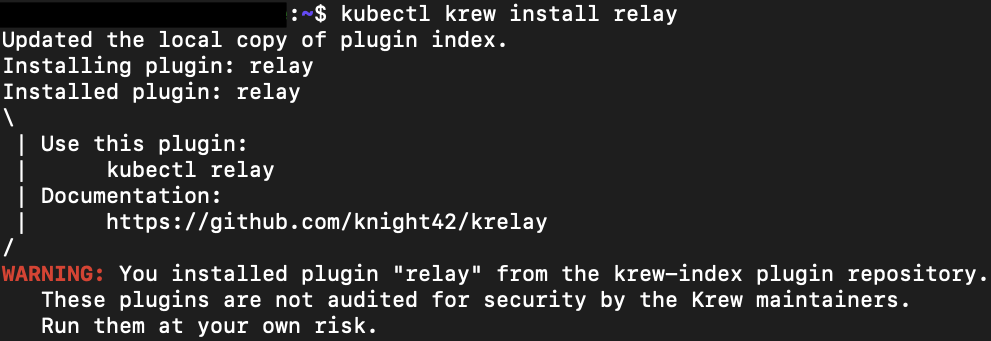 :~$ kubectl krew install relay
Updated the local copy of plugin index.
Installing plugin: relay
Installed plugin: relay
\
 | Use this plugin:
 |      kubectl relay
 | Documentation:
 |      https://github.com/knight42/krelay
/
WARNING: You installed plugin "relay" from the krew-index plugin repository.
   These plugins are not audited for security by the Krew maintainers.
   Run them at your own risk.